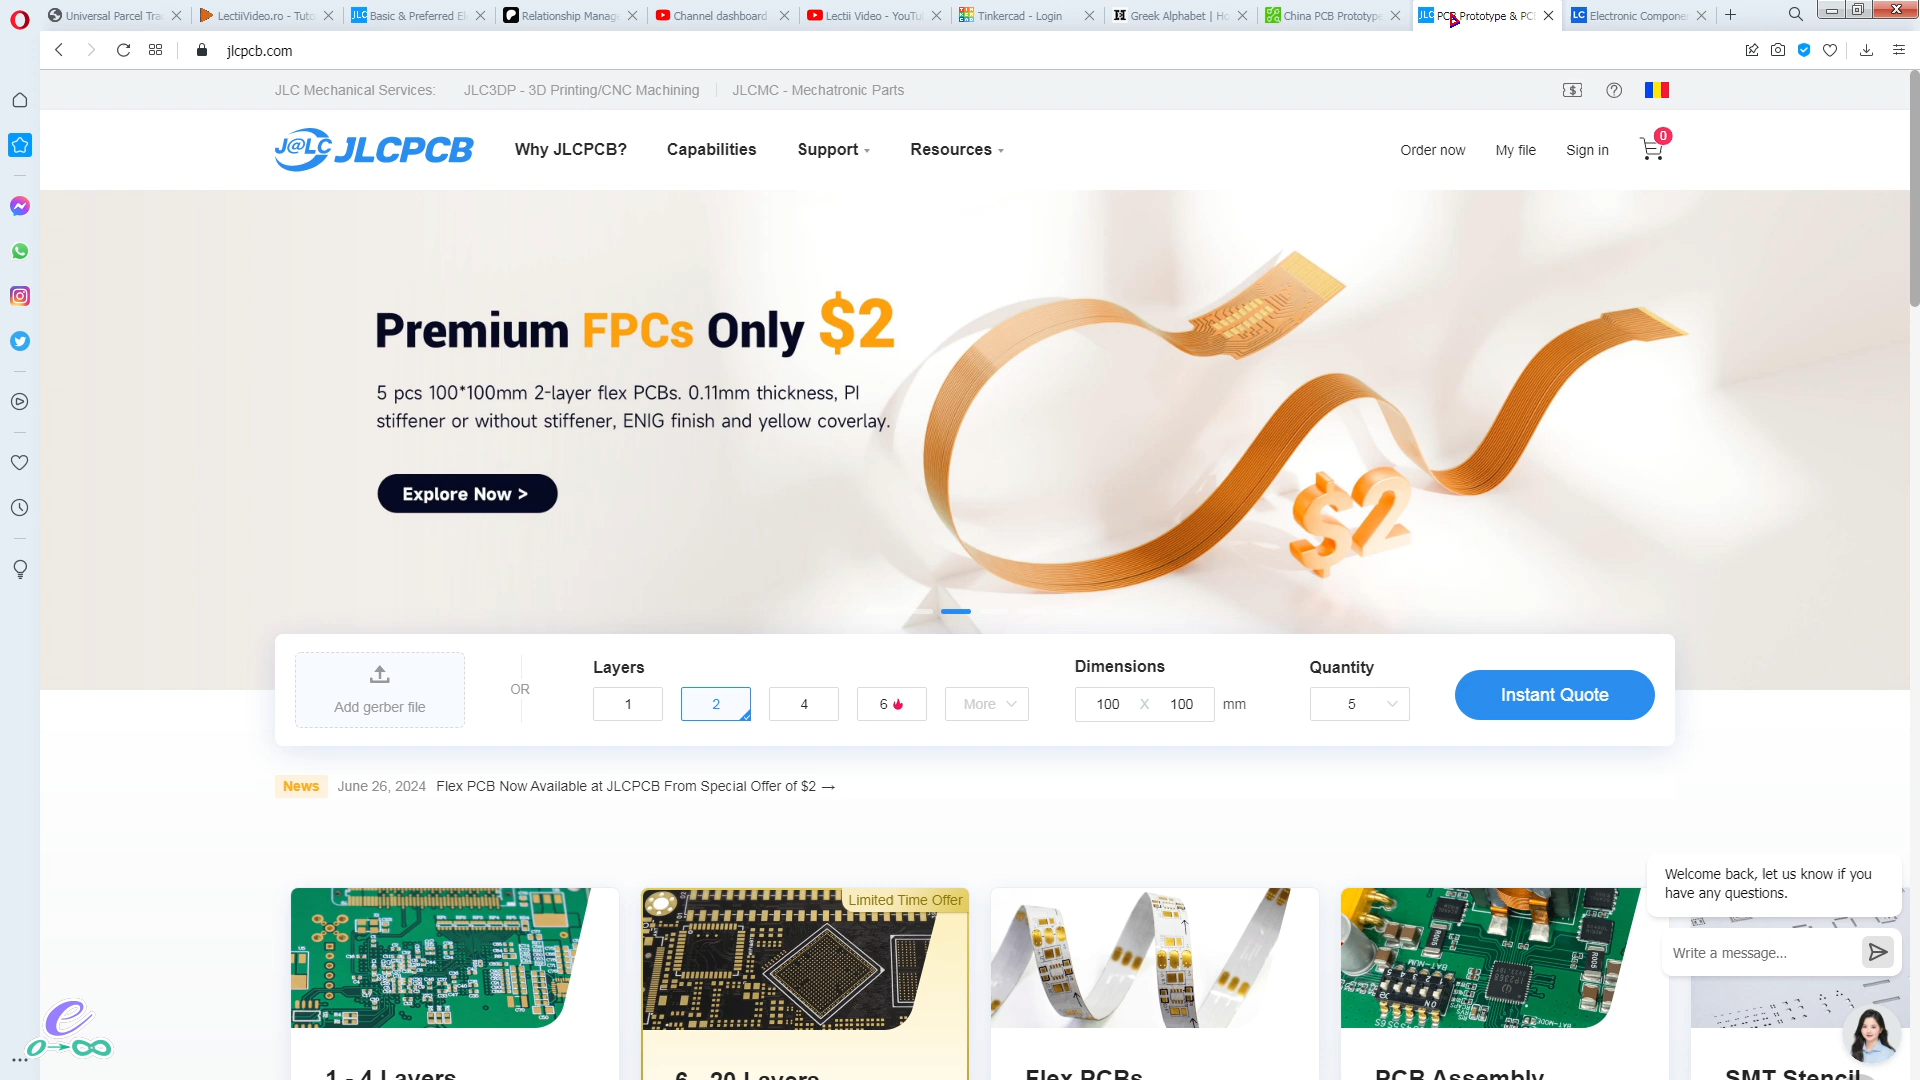 Universal Parcel Tra
LectiiVideo.ro - Tuto
JLC Basic & Preferred El
Relationship Manag
Channel dashboard
Lectii Video - YouTu
Tinkercad - Login
Greek Alphabet | Ho
China PCB Prototype
JLC PCB Prototype & PC
LC Electronic Compone
jlcpcb.com
JLC Mechanical Services:
JLC3DP - 3D Printing/CNC Machining
JLCMC - Mechatronic Parts
J@LC JLCPCB
Why JLCPCB?
Capabilities
Support
Resources
Order now
My file
Sign in
0
Premium FPCs Only $2
5 pcs 100*100mm 2-layer flex PCBs. 0.11mm thickness, PI
stiffener or without stiffener, ENIG finish and yellow coverlay.
Explore Now >
$2
Add gerber file
OR
Layers
1
2
4
6
More
Dimensions
100 X 100 mm
Quantity
5
Instant Quote
News June 26, 2024 Flex PCB Now Available at JLCPCB From Special Offer of $2 →
Limited Time Offer
Welcome back, let us know if you
have any questions.
Write a message...
1 - 4 Layers
6 - 20 Layers
Flex PCBs
PCB Assembly
SMT Stencil